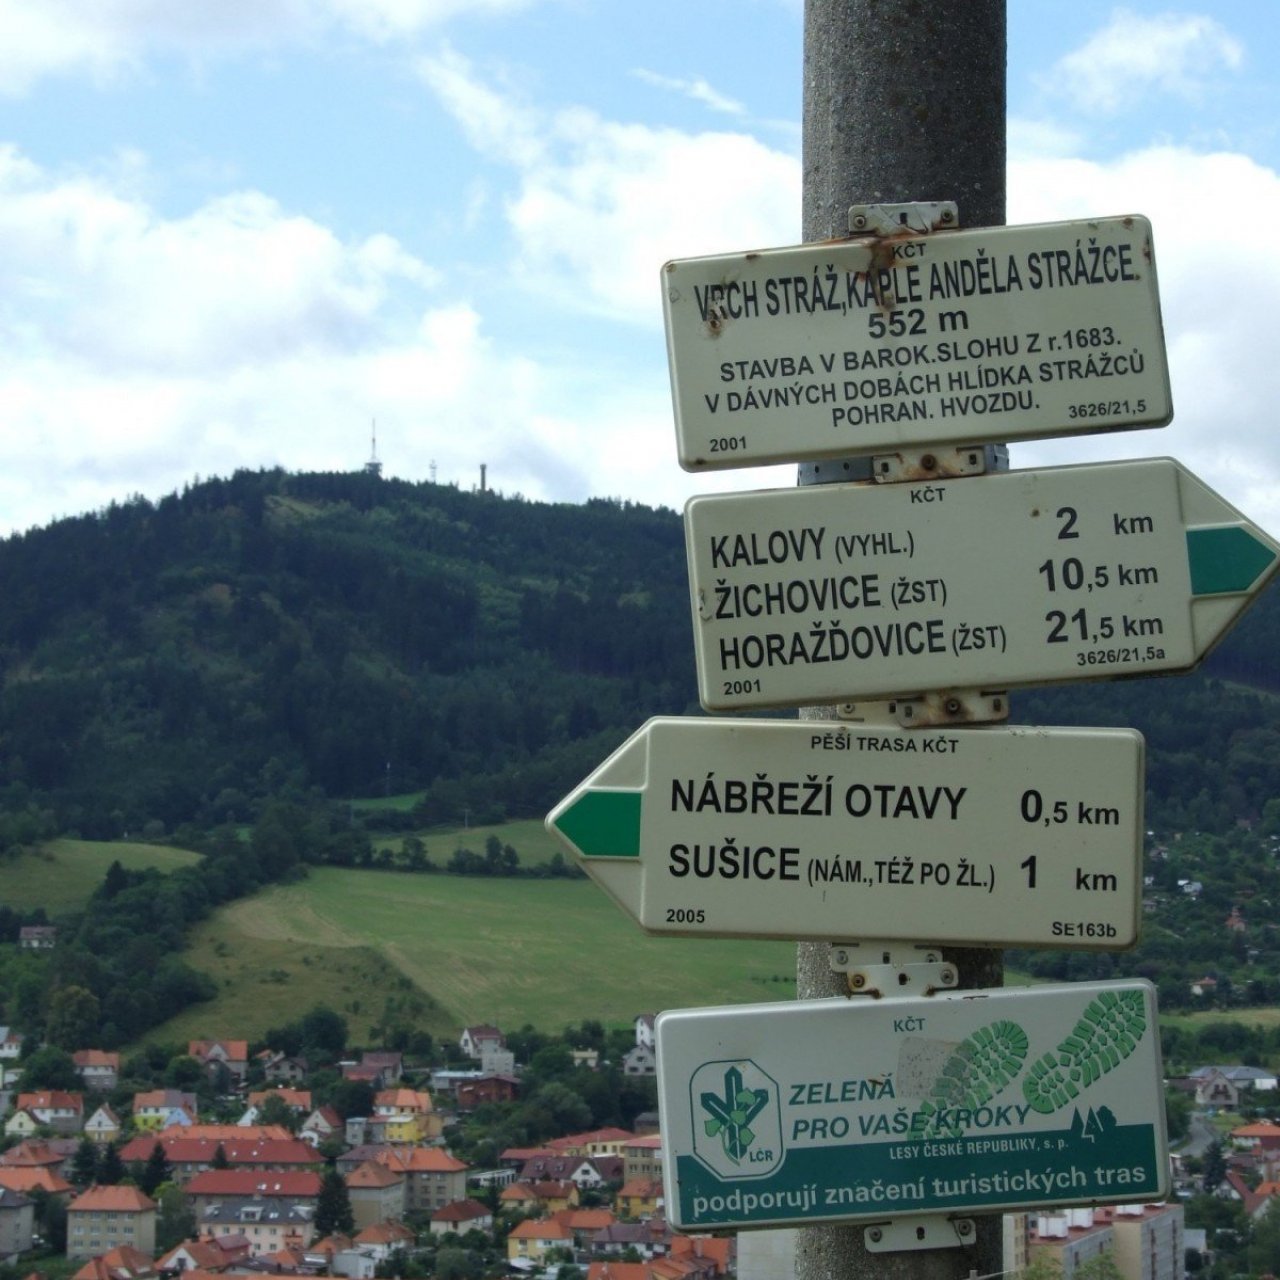 KČT
VRCH STRÁŽ,KAPLE ANDĚLA STRÁŽCE
552 m
STAVBA V BAROK.SLOHU Z r.1683.
V DÁVNÝCH DOBÁCH HLÍDKA STRÁŽCŮ
POHRAN. HVOZDU.
2001 3626/21,5
KČT
KALOVY (VYHL.) 2 km
ŽICHOVICE (ŽST) 10,5 km
HORAŽĎOVICE (ŽST) 21,5 km
2001 3626/21,5a
PĚŠÍ TRASA KČT
NÁBŘEŽÍ OTAVY 0,5 km
SUŠICE (NÁM.,TÉŽ PO ŽL.) 1 km
2005 SE163b
KČT
ZELENÁ
PRO VAŠE KROKY
LČR
LESY ČESKÉ REPUBLIKY, s. p.
podporují značení turistických tras